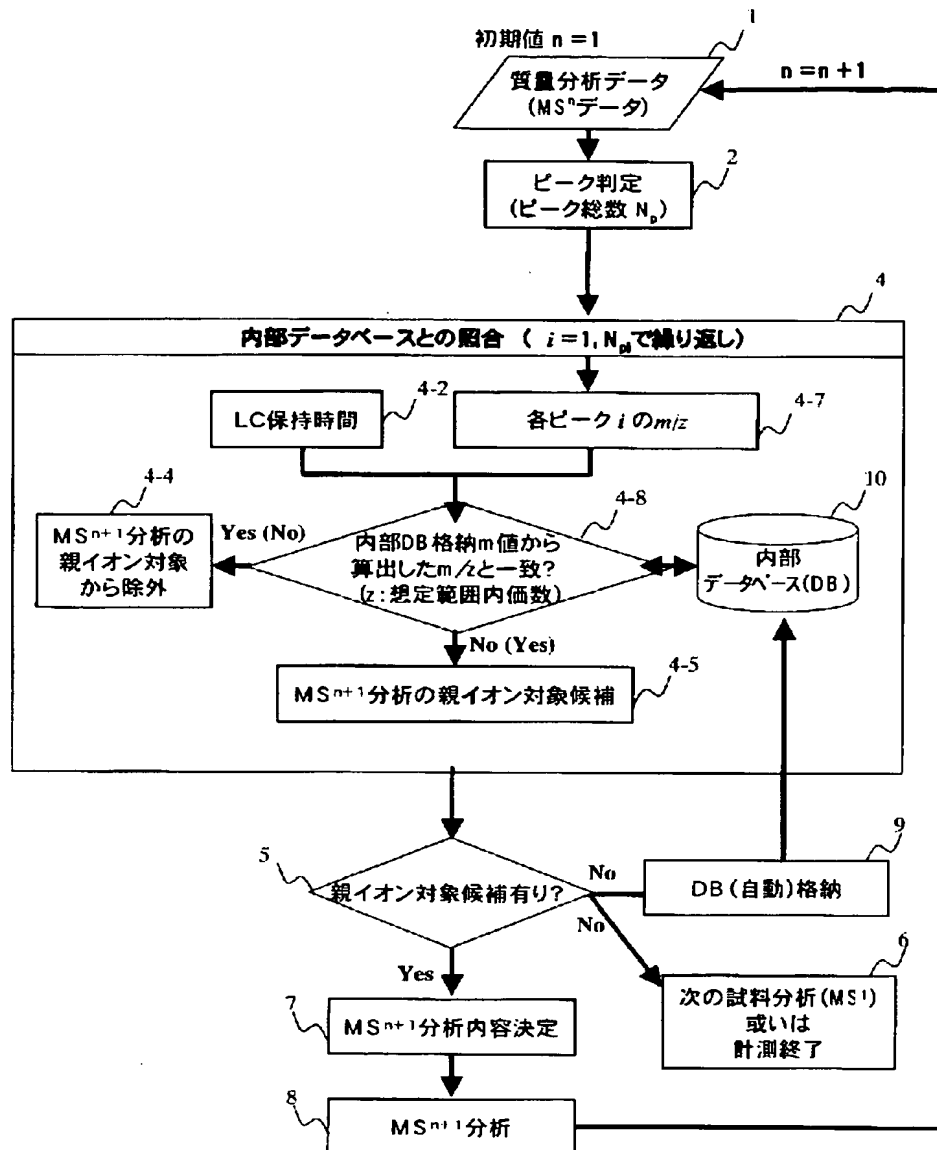 1
初期値 n=1
n=n+1
質量分析データ
(MSⁿデータ)
2
ピーク判定
(ピーク総数 Np)
4
内部データベースとの照合 ( i=1, Npiで繰り返し)
4-2
LC保持時間
4-7
各ピーク i のm/z
4-4
MSⁿ⁺¹分析の
親イオン対象
から除外
Yes (No)
4-8
内部DB格納m値から
算出したm/zと一致?
(z:想定範囲内価数)
10
内部
データベース(DB)
No (Yes)
4-5
MSⁿ⁺¹分析の親イオン対象候補
5
親イオン対象候補有り?
No
9
DB(自動)格納
No
6
次の試料分析(MS¹)
或いは
計測終了
Yes
7
MSⁿ⁺¹分析内容決定
8
MSⁿ⁺¹分析